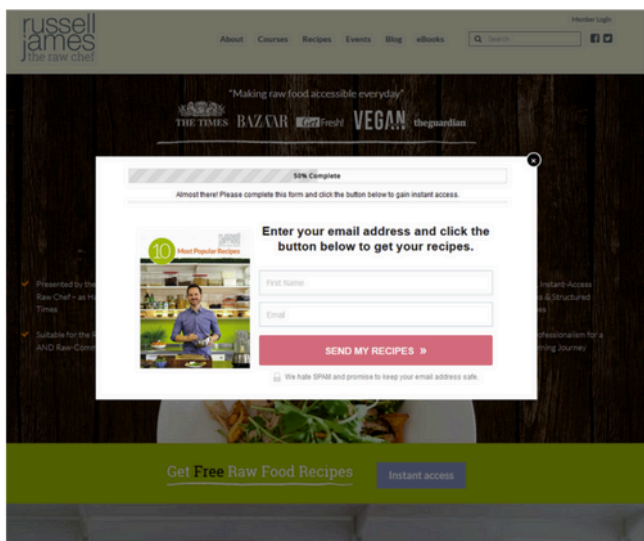 russell
james
the raw chef
Member Login
About Courses Recipes Events Blog eBooks Search
"Making raw food accessible everyday"
THE TIMES BAZAAR Get Fresh! VEGAN theguardian
50% Complete
Almost there! Please complete this form and click the button below to gain instant access.
Enter your email address and click the
button below to get your recipes.
10 Most Popular Recipes
First Name
Email
SEND MY RECIPES »
We hate SPAM and promise to keep your email address safe.
Presented by the
Raw Chef – as
Times
Suitable for the
AND
Instant-Access
& Structured
for a
Journey
Get Free Raw Food Recipes Instant access